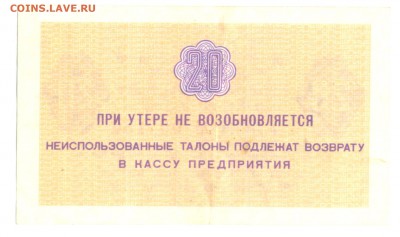 COINS.LAVE.RU
20
ПРИ УТЕРЕ НЕ ВОЗОБНОВЛЯЕТСЯ
НЕИСПОЛЬЗОВАННЫЕ ТАЛОНЫ ПОДЛЕЖАТ ВОЗВРАТУ
В КАССУ ПРЕДПРИЯТИЯ